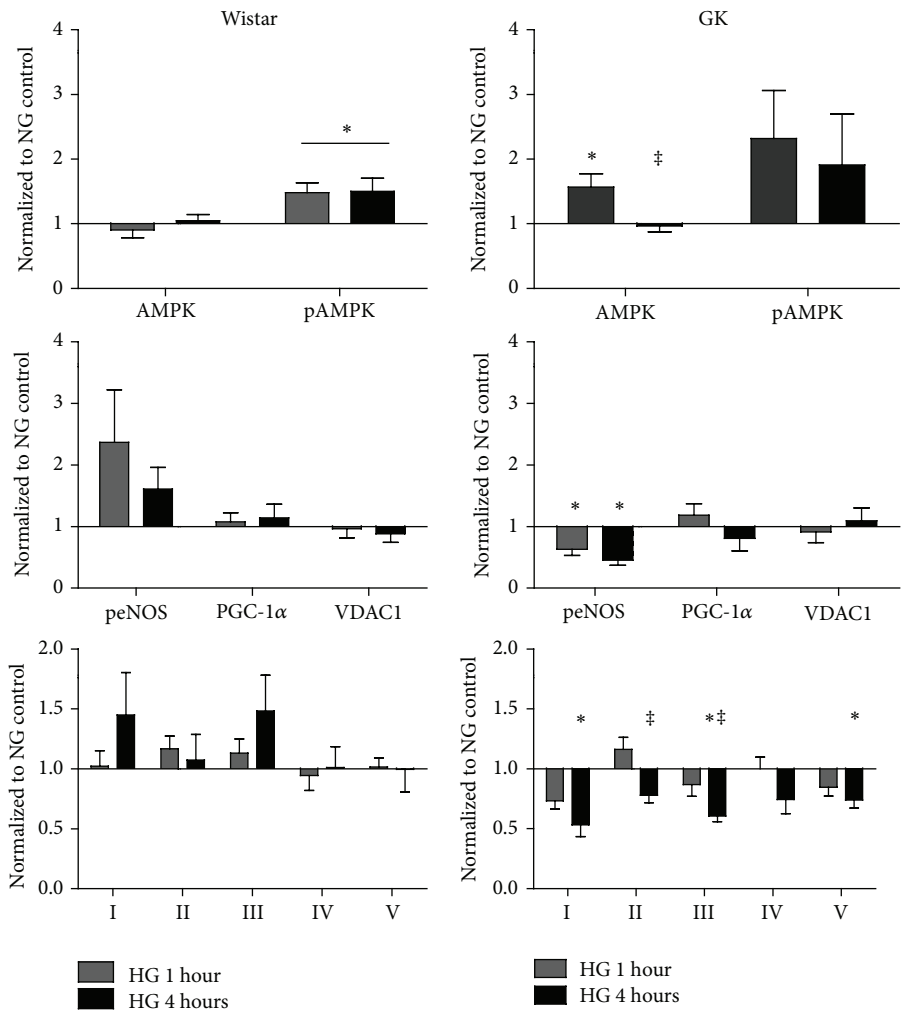 Wistar
GK
Normalized to NG control
4
3
2
1
0
*
AMPK
pAMPK
Normalized to NG control
4
3
2
1
0
*
‡
AMPK
pAMPK
Normalized to NG control
4
3
2
1
0
peNOS
PGC-1α
VDAC1
Normalized to NG control
4
3
2
1
0
*
*
peNOS
PGC-1α
VDAC1
Normalized to NG control
2.0
1.5
1.0
0.5
0.0
I
II
III
IV
V
Normalized to NG control
2.0
1.5
1.0
0.5
0.0
*
‡
*‡
*
I
II
III
IV
V
HG 1 hour
HG 4 hours
HG 1 hour
HG 4 hours